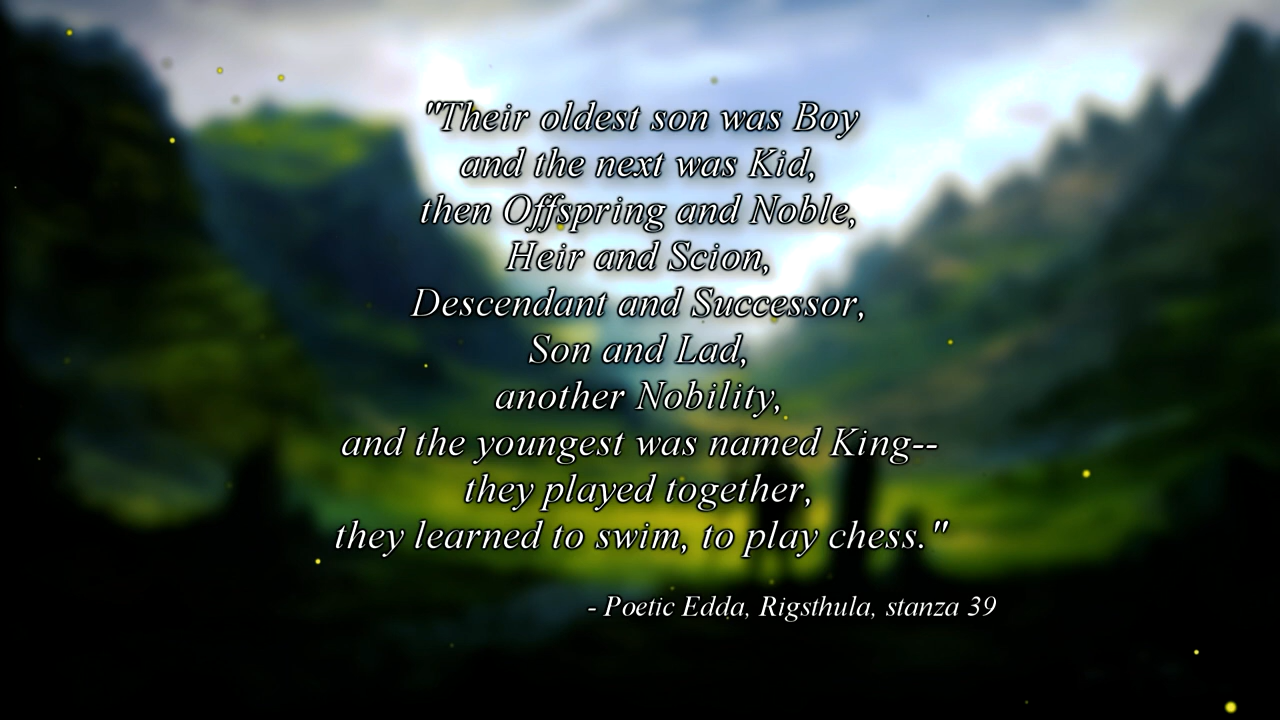 "Their oldest son was Boy
and the next was Kid,
then Offspring and Noble,
Heir and Scion,
Descendant and Successor,
Son and Lad,
another Nobility,
and the youngest was named King--
they played together,
they learned to swim, to play chess."
- Poetic Edda, Rigsthula, stanza 39